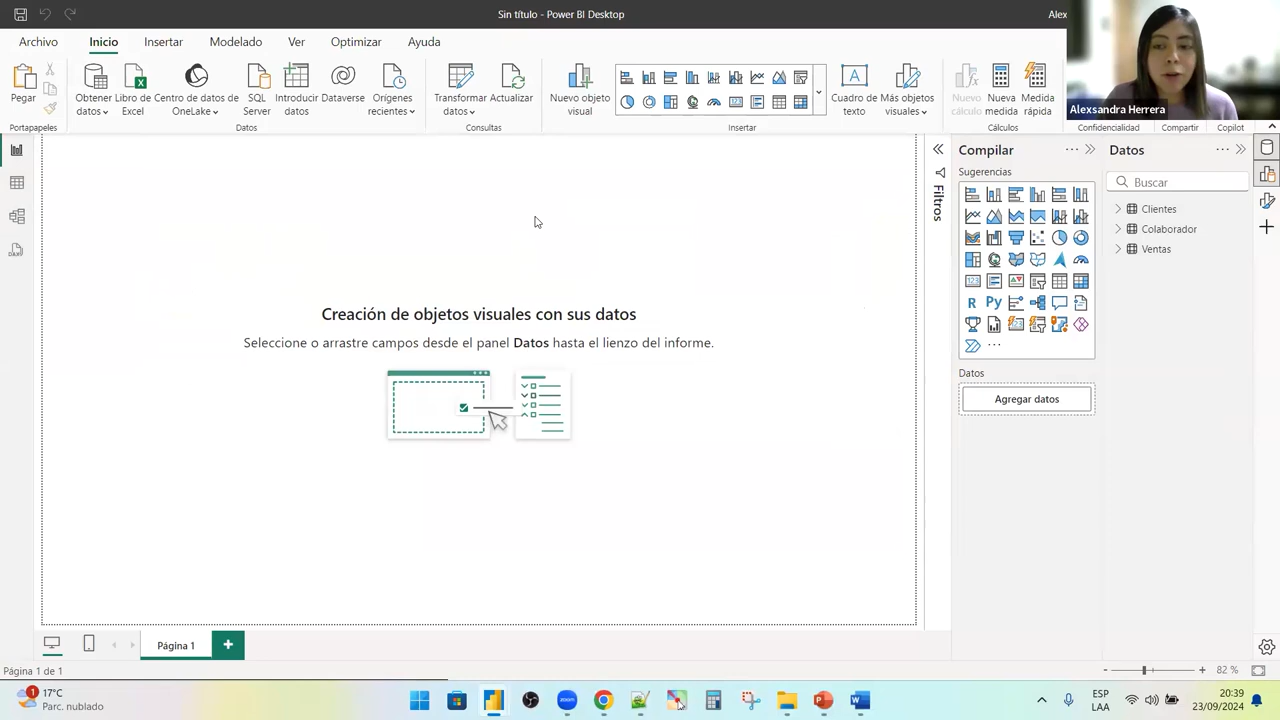 Sin título - Power BI Desktop
Alexsandra Herrera
Archivo
Inicio
Insertar
Modelado
Ver
Optimizar
Ayuda
Pegar
Portapapeles
Obtener datos
Libro de Excel
Centro de datos de OneLake
SQL Server
Introducir datos
Dataverse
Orígenes recientes
Datos
Transformar datos
Actualizar
Consultas
Nuevo objeto visual
Cuadro de texto
Más objetos visuales
Insertar
Nuevo cálculo
Nueva medida
Medida rápida
Cálculos
Confidencialidad
Compartir
Copilot
Filtros
Compilar
Sugerencias
R
Py
Datos
Agregar datos
Datos
Buscar
Clientes
Colaborador
Ventas
Creación de objetos visuales con sus datos
Seleccione o arrastre campos desde el panel Datos hasta el lienzo del informe.
Página 1
Página 1 de 1
82 %
1
17°C
Parc. nublado
zoom
ESP
LAA
20:39
23/09/2024